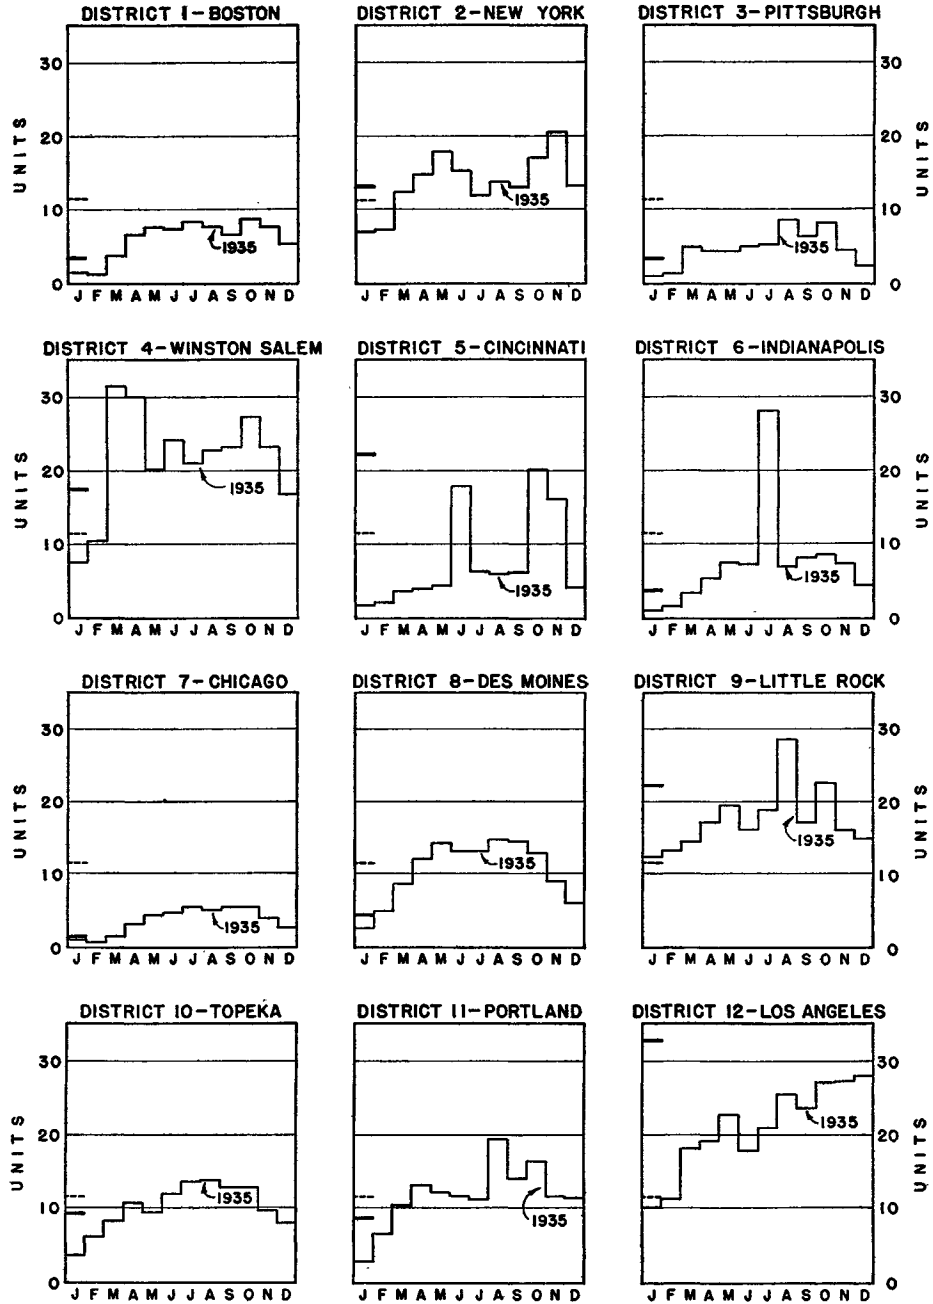 DISTRICT 1-BOSTON
30
20
10
0
UNITS
1935
J F M A M J J A S O N D
DISTRICT 2-NEW YORK
1935
J F M A M J J A S O N D
DISTRICT 3-PITTSBURGH
30
20
10
0
UNITS
1935
J F M A M J J A S O N D
DISTRICT 4-WINSTON SALEM
30
20
10
0
UNITS
1935
J F M A M J J A S O N D
DISTRICT 5-CINCINNATI
1935
J F M A M J J A S O N D
DISTRICT 6-INDIANAPOLIS
30
20
10
0
UNITS
1935
J F M A M J J A S O N D
DISTRICT 7-CHICAGO
30
20
10
0
UNITS
1935
J F M A M J J A S O N D
DISTRICT 8-DES MOINES
1935
J F M A M J J A S O N D
DISTRICT 9-LITTLE ROCK
30
20
10
0
UNITS
1935
J F M A M J J A S O N D
DISTRICT 10-TOPEKA
30
20
10
0
UNITS
1935
J F M A M J J A S O N D
DISTRICT 11-PORTLAND
1935
J F M A M J J A S O N D
DISTRICT 12-LOS ANGELES
30
20
10
0
UNITS
1935
J F M A M J J A S O N D